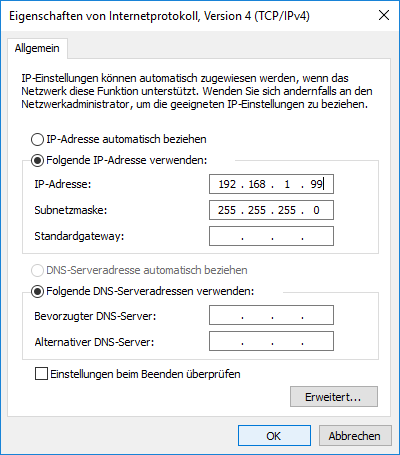 Eigenschaften von Internetprotokoll, Version 4 (TCP/IPv4)
Allgemein
IP-Einstellungen können automatisch zugewiesen werden, wenn das
Netzwerk diese Funktion unterstützt. Wenden Sie sich andernfalls an den
Netzwerkadministrator, um die geeigneten IP-Einstellungen zu beziehen.
IP-Adresse automatisch beziehen
Folgende IP-Adresse verwenden:
IP-Adresse: 192 . 168 . 1 . 99
Subnetzmaske: 255 . 255 . 255 . 0
Standardgateway: . . .
DNS-Serveradresse automatisch beziehen
Folgende DNS-Serveradressen verwenden:
Bevorzugter DNS-Server: . . .
Alternativer DNS-Server: . . .
Einstellungen beim Beenden überprüfen
Erweitert...
OK Abbrechen